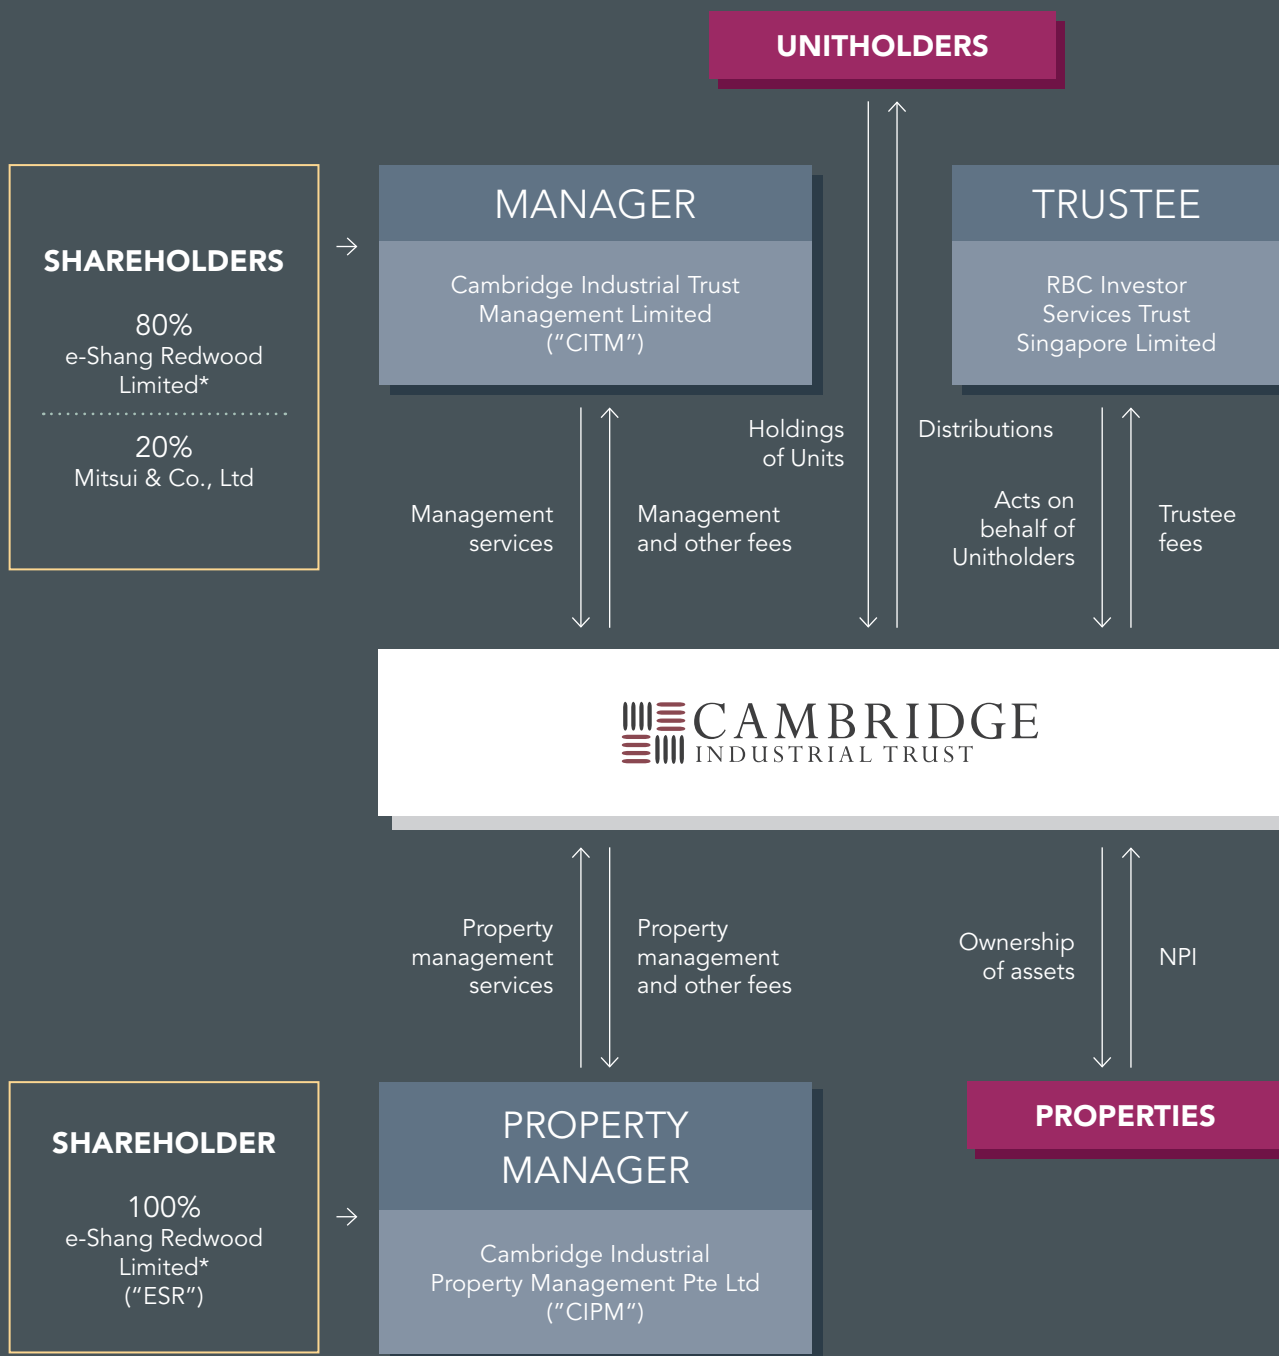 UNITHOLDERS
SHAREHOLDERS
80%
e-Shang Redwood
Limited*
20%
Mitsui & Co., Ltd
MANAGER
Cambridge Industrial Trust
Management Limited
(“CITM”)
TRUSTEE
RBC Investor
Services Trust
Singapore Limited
Management
services
Management
and other fees
Holdings
of Units
Distributions
Acts on
behalf of
Unitholders
Trustee
fees
CAMBRIDGE
INDUSTRIAL TRUST
Property
management
services
Property
management
and other fees
Ownership
of assets
NPI
SHAREHOLDER
100%
e-Shang Redwood
Limited*
(“ESR”)
PROPERTY
MANAGER
Cambridge Industrial
Property Management Pte Ltd
(“CIPM”)
PROPERTIES